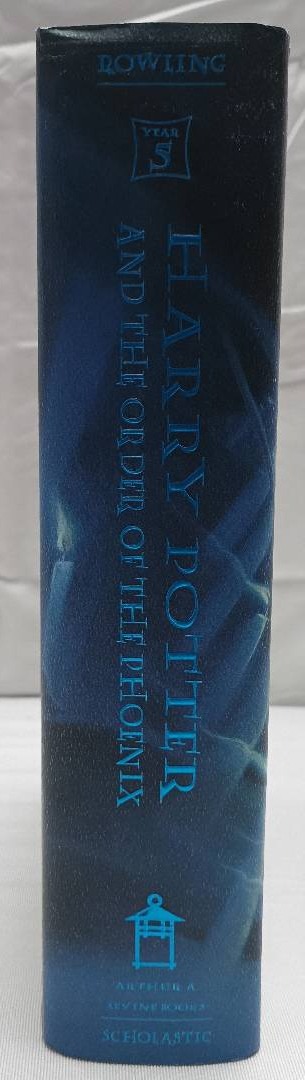 ROWLING
YEAR
5
HARRY POTTER
AND THE ORDER OF THE PHOENIX
ARTHUR A.
LEVINE BOOKS
SCHOLASTIC